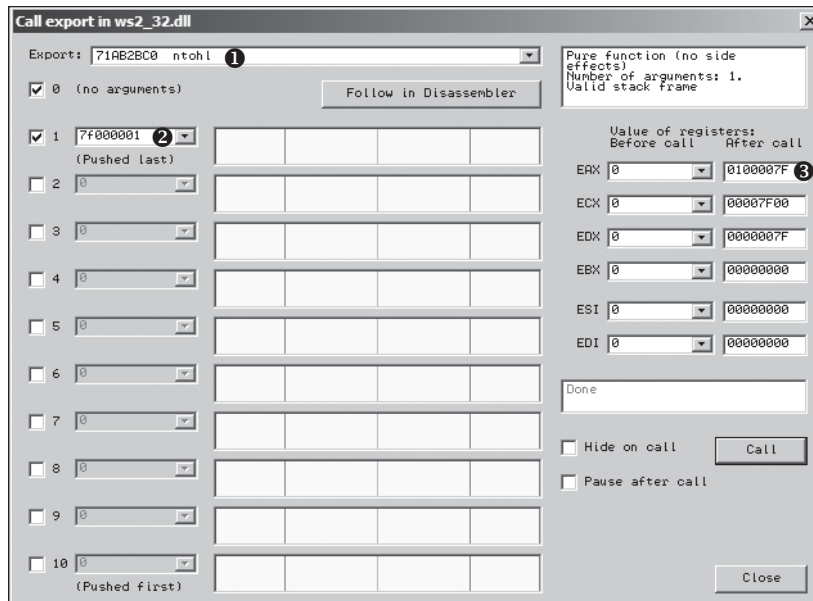 Call export in ws2_32.dll
Export: 71AB2BC0 ntohl ❶
Pure function (no side
effects)
Number of arguments: 1.
Valid stack frame
0 (no arguments)
Follow in Disassembler
1 7f000001 ❷
(Pushed last)
2 0
3 0
4 0
5 0
6 0
7 0
8 0
9 0
10 0
(Pushed first)
Value of registers:
Before call After call
EAX 0 0100007F ❸
ECX 0 00007F00
EDX 0 0000007F
EBX 0 00000000
ESI 0 00000000
EDI 0 00000000
Done
Hide on call
Call
Pause after call
Close